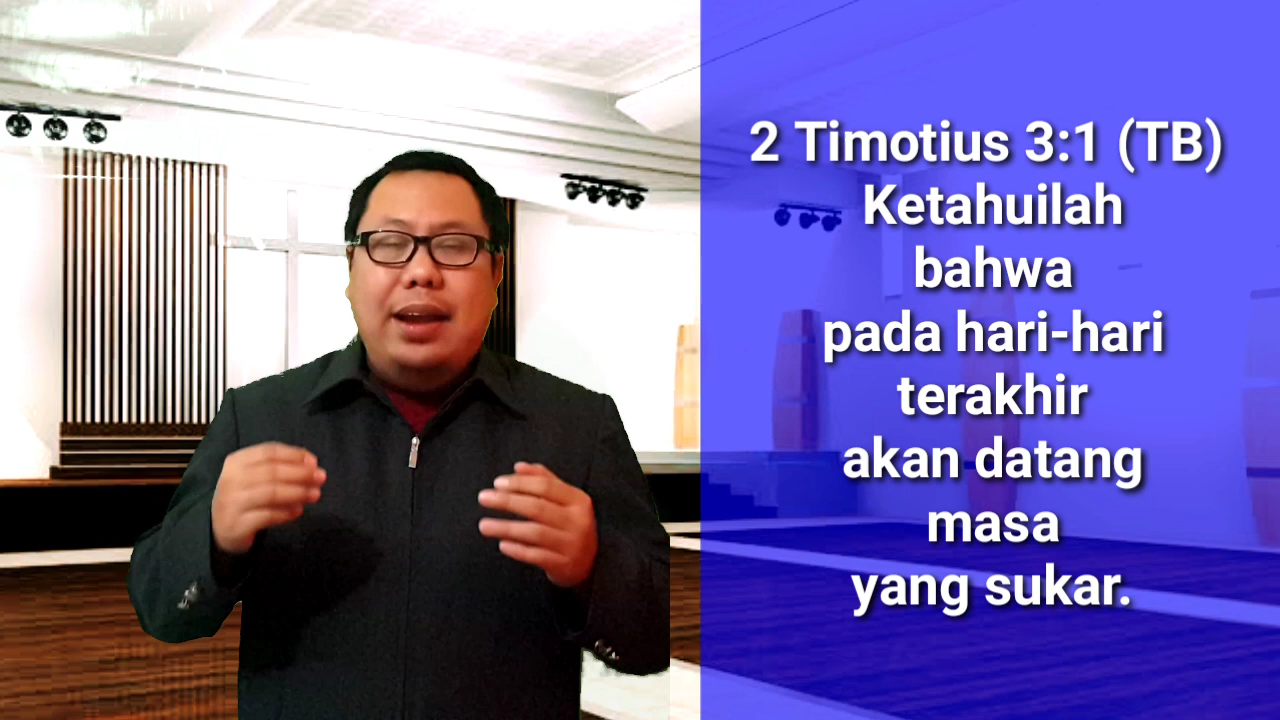 2 Timotius 3:1 (TB)
Ketahuilah
bahwa
pada hari-hari
terakhir
akan datang
masa
yang sukar.